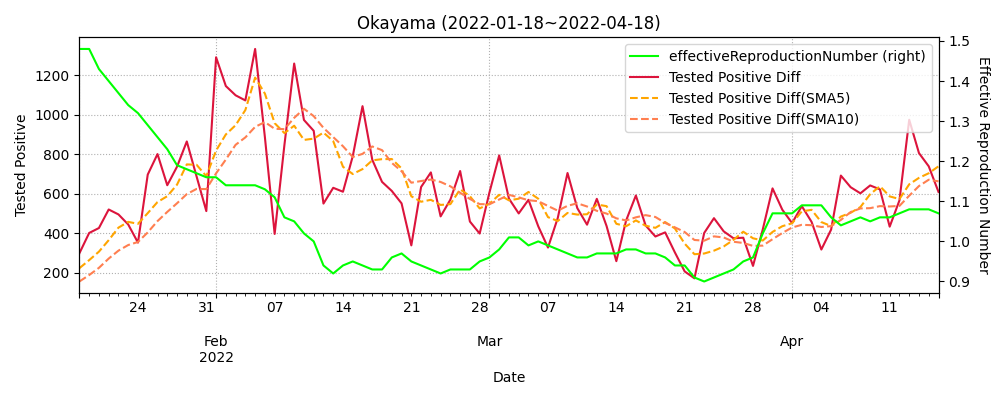 Okayama (2022-01-18~2022-04-18)
effectiveReproductionNumber (right)
Tested Positive Diff
Tested Positive Diff(SMA5)
Tested Positive Diff(SMA10)
Tested Positive
1200
1000
800
600
400
200
1.5
1.4
1.3
1.2
1.1
1.0
0.9
Effective Reproduction Number
24 31 07 14 21 28 07 14 21 28 04 11
Feb Mar Apr
2022
Date